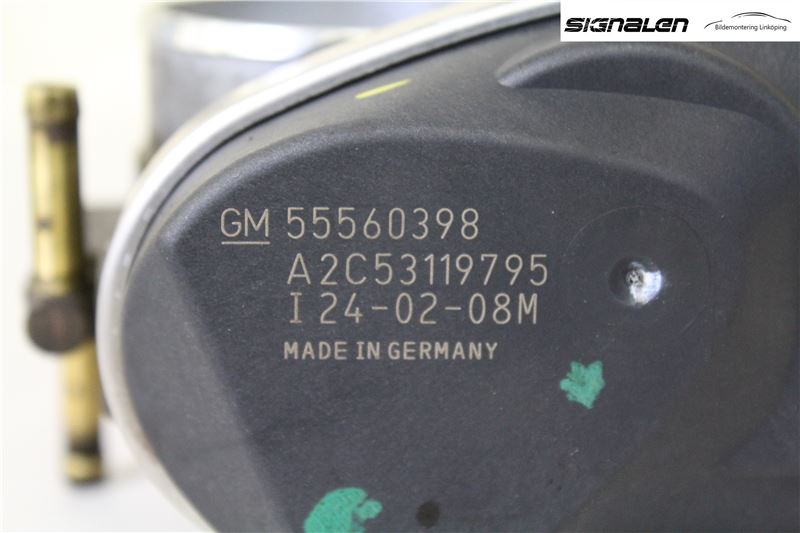 SIGNALEN
Bildemontering Linköping
GM 55560398
A2C53119795
I 24-02-08M
MADE IN GERMANY